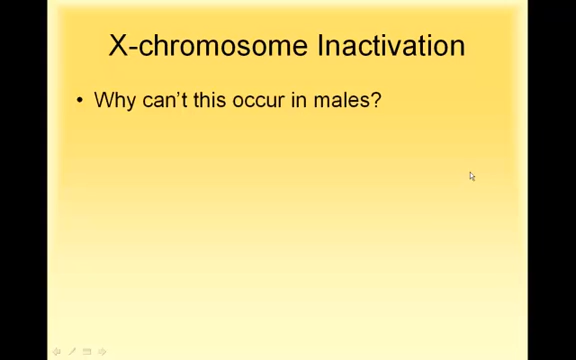 X-chromosome Inactivation
• Why can't this occur in males?